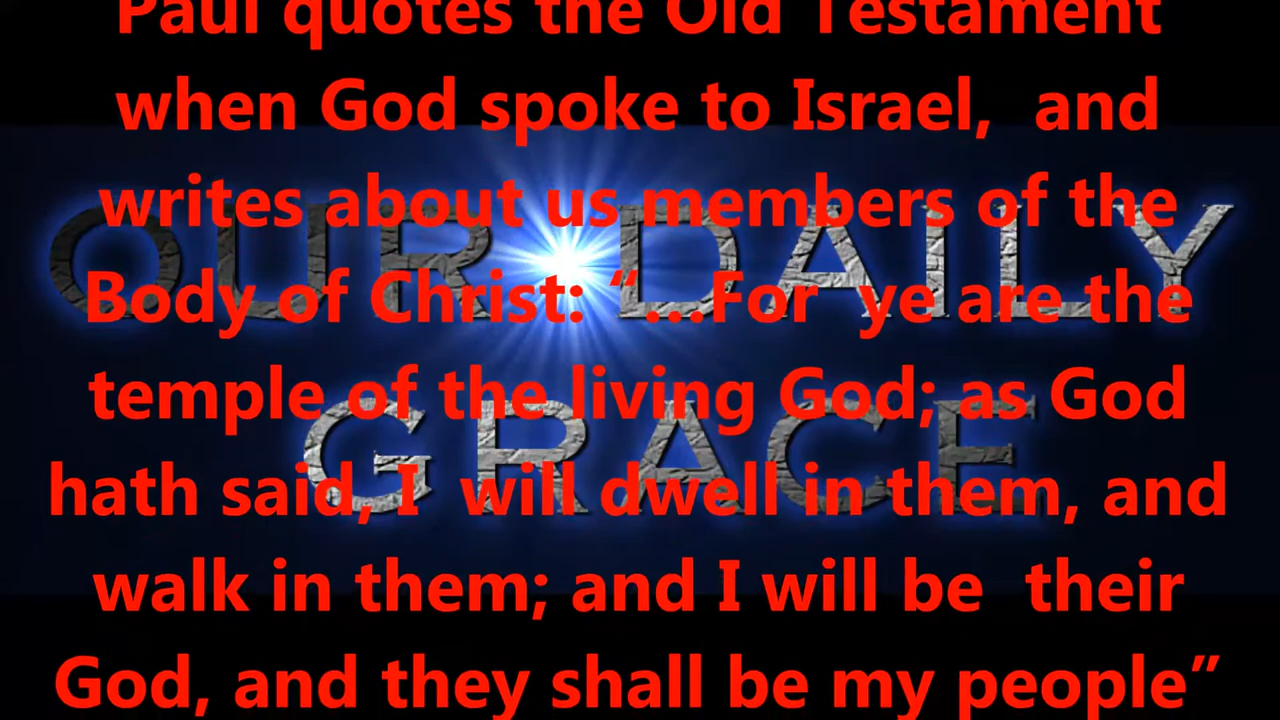 Paul quotes the Old Testament
when God spoke to Israel,  and
writes about us members of the
OUR DAILY
Body of Christ: “...For  ye are the
temple of the living God; as God
GRACE
hath said, I  will dwell in them, and
walk in them; and I will be  their
God, and they shall be my people”